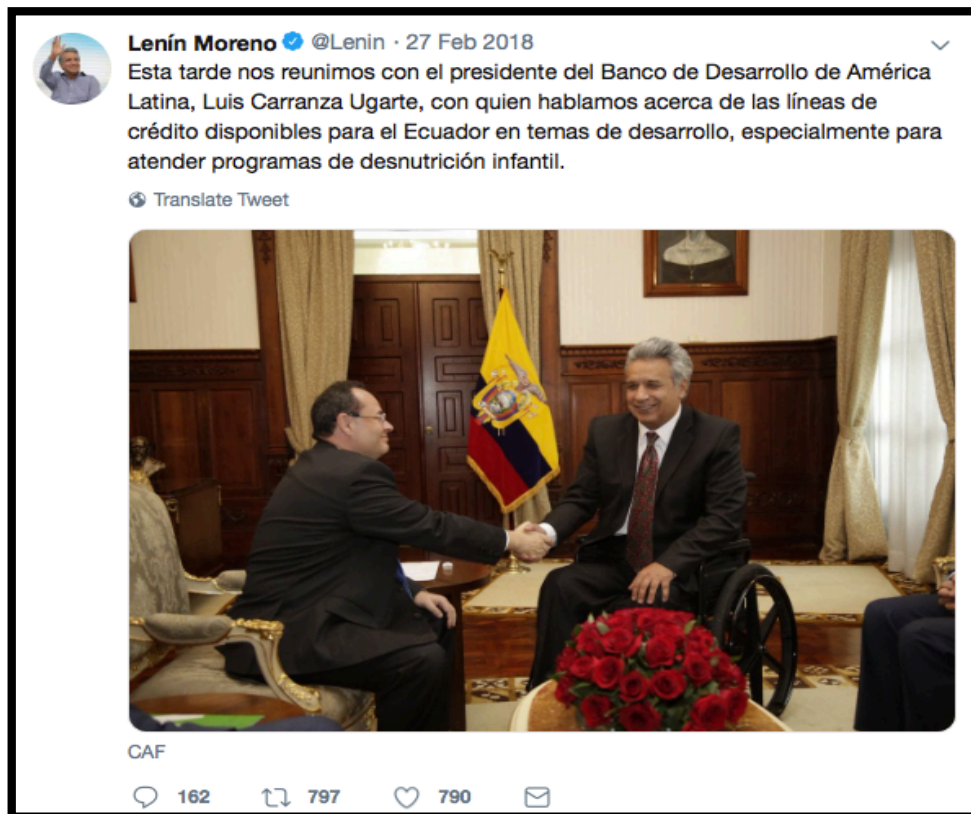 Lenín Moreno @Lenin · 27 Feb 2018
Esta tarde nos reunimos con el presidente del Banco de Desarrollo de América
Latina, Luis Carranza Ugarte, con quien hablamos acerca de las líneas de
crédito disponibles para el Ecuador en temas de desarrollo, especialmente para
atender programas de desnutrición infantil.
Translate Tweet
CAF
162 797 790